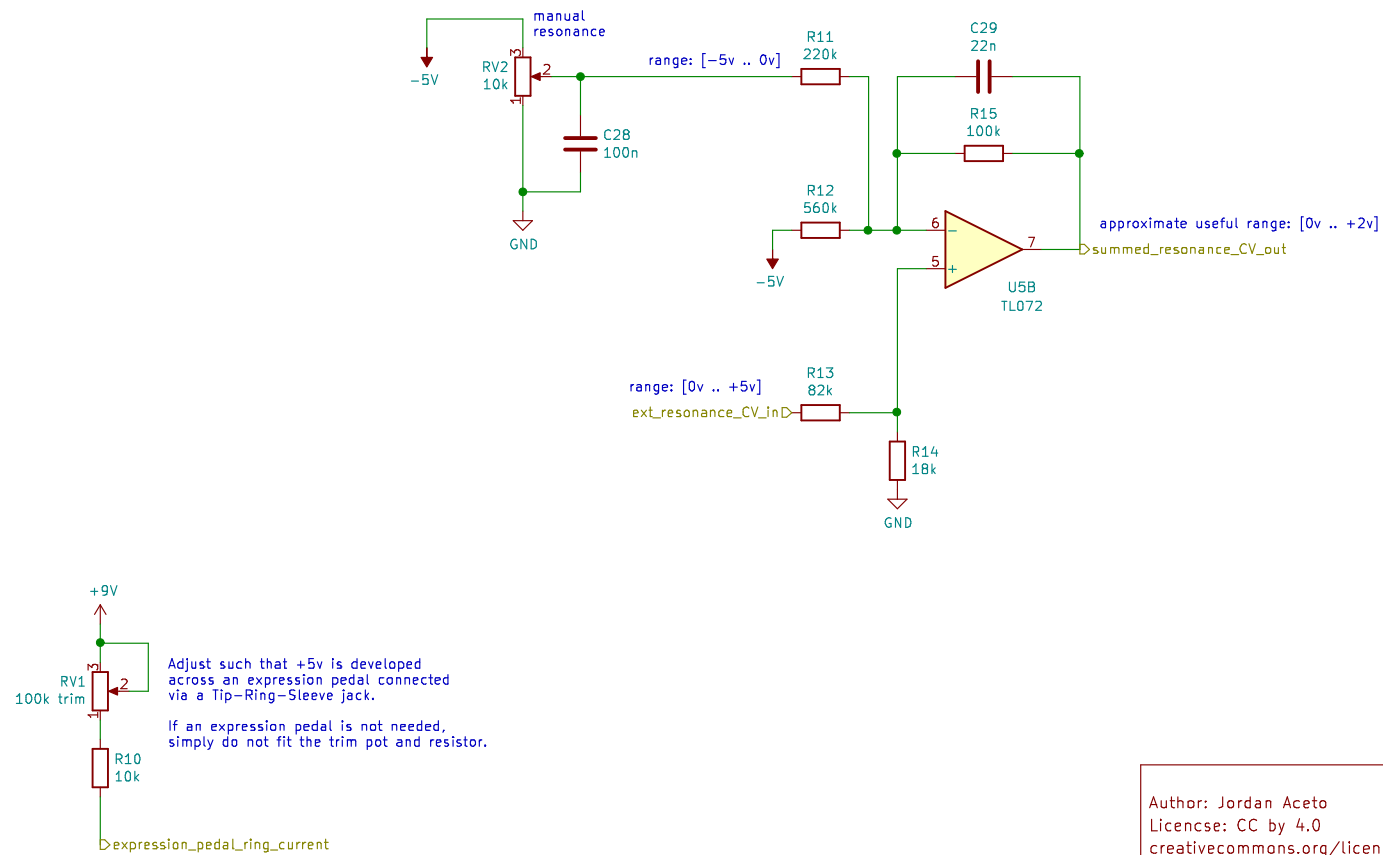 manual
resonance
-5V
3
RV2
10k
2
1
C28
100n
GND
range: [-5v .. 0v]
R11
220k
C29
22n
R15
100k
R12
560k
-5V
6
-
5
+
7
U5B
TL072
approximate useful range: [0v .. +2v]
summed_resonance_CV_out
range: [0v .. +5v]
ext_resonance_CV_in
R13
82k
R14
18k
GND
+9V
3
RV1
100k trim
2
1
R10
10k
expression_pedal_ring_current
Adjust such that +5v is developed
across an expression pedal connected
via a Tip-Ring-Sleeve jack.
If an expression pedal is not needed,
simply do not fit the trim pot and resistor.
Author: Jordan Aceto
Licencse: CC by 4.0
creativecommons.org/licen